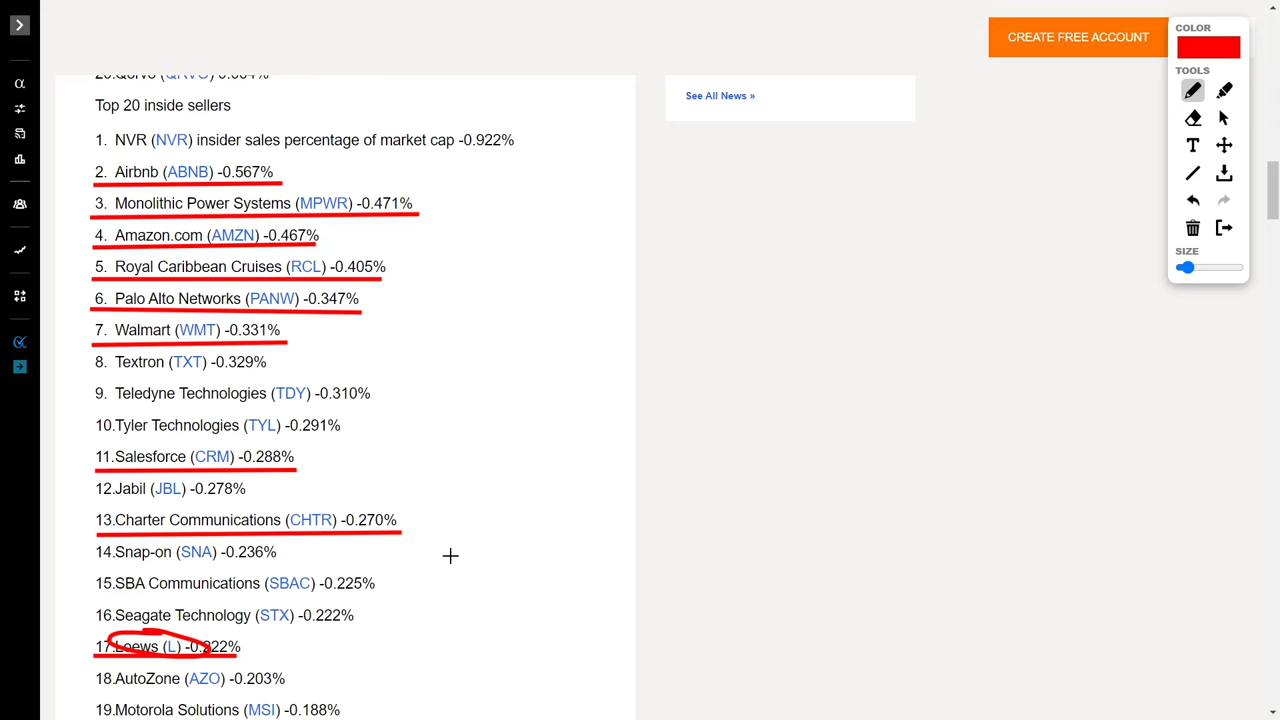 CREATE FREE ACCOUNT
COLOR
TOOLS
SIZE
See All News »
Top 20 inside sellers
1. NVR (NVR) insider sales percentage of market cap -0.922%
2. Airbnb (ABNB) -0.567%
3. Monolithic Power Systems (MPWR) -0.471%
4. Amazon.com (AMZN) -0.467%
5. Royal Caribbean Cruises (RCL) -0.405%
6. Palo Alto Networks (PANW) -0.347%
7. Walmart (WMT) -0.331%
8. Textron (TXT) -0.329%
9. Teledyne Technologies (TDY) -0.310%
10.Tyler Technologies (TYL) -0.291%
11.Salesforce (CRM) -0.288%
12.Jabil (JBL) -0.278%
13.Charter Communications (CHTR) -0.270%
14.Snap-on (SNA) -0.236%
15.SBA Communications (SBAC) -0.225%
16.Seagate Technology (STX) -0.222%
17.Loews (L) -0.222%
18.AutoZone (AZO) -0.203%
19.Motorola Solutions (MSI) -0.188%